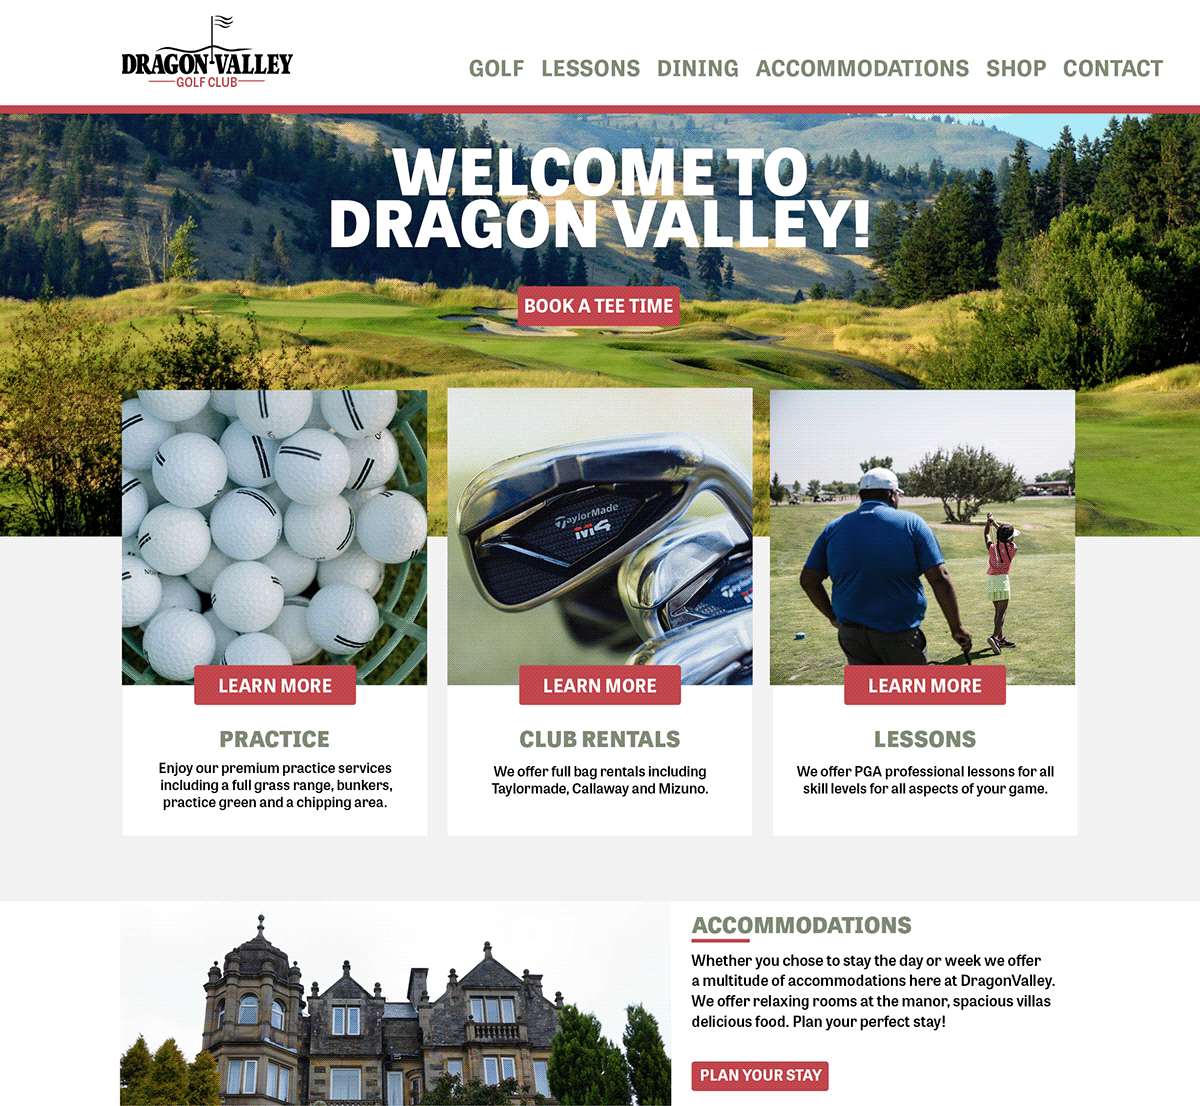 DRAGON VALLEY
GOLF CLUB
GOLF LESSONS DINING ACCOMMODATIONS SHOP CONTACT
WELCOME TO
DRAGON VALLEY!
BOOK A TEE TIME
TaylorMade
M4
TaylorMade
LEARN MORE
LEARN MORE
LEARN MORE
PRACTICE
Enjoy our premium practice services
including a full grass range, bunkers,
practice green and a chipping area.
CLUB RENTALS
We offer full bag rentals including
Taylormade, Callaway and Mizuno.
LESSONS
We offer PGA professional lessons for all
skill levels for all aspects of your game.
ACCOMMODATIONS
Whether you chose to stay the day or week we offer
a multitude of accommodations here at DragonValley.
We offer relaxing rooms at the manor, spacious villas
delicious food. Plan your perfect stay!
PLAN YOUR STAY